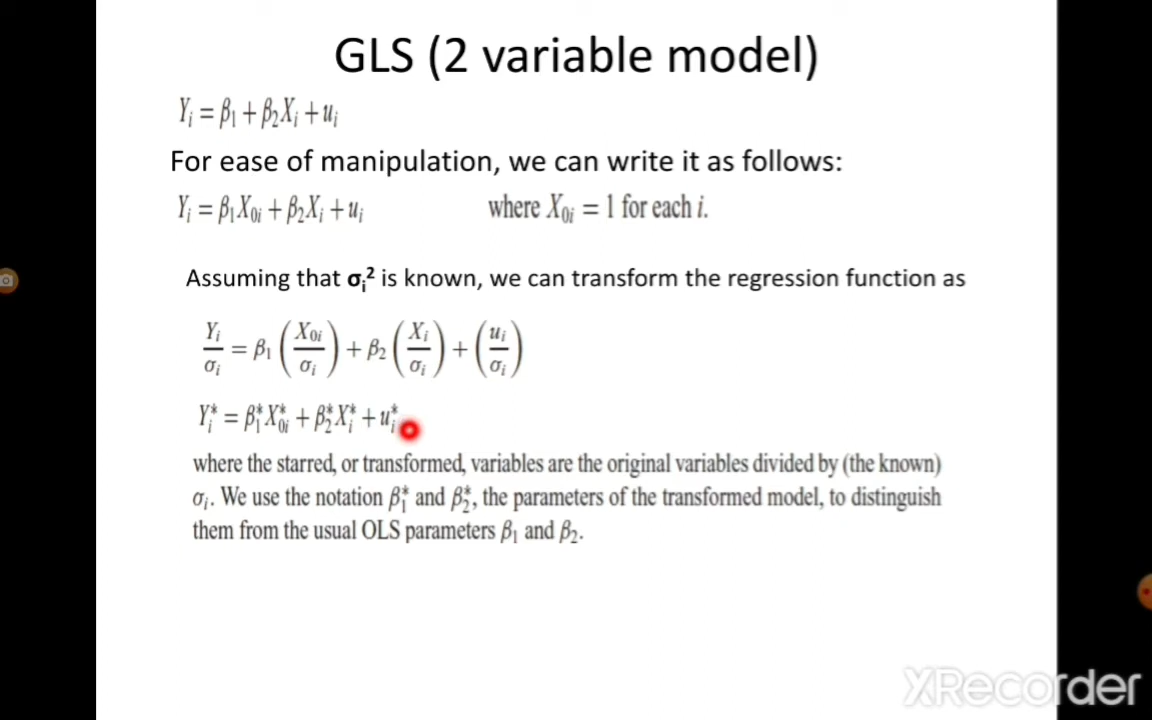 GLS (2 variable model)
Yᵢ = β₁ + β₂Xᵢ + uᵢ
For ease of manipulation, we can write it as follows:
Yᵢ = β₁X₀ᵢ + β₂Xᵢ + uᵢ where X₀ᵢ = 1 for each i.
Assuming that σᵢ² is known, we can transform the regression function as
Yᵢ/σᵢ = β₁ (X₀ᵢ/σᵢ) + β₂ (Xᵢ/σᵢ) + (uᵢ/σᵢ)
Yᵢ* = β₁*X₀ᵢ* + β₂*Xᵢ* + uᵢ*
where the starred, or transformed, variables are the original variables divided by (the known)
σᵢ. We use the notation β₁* and β₂*, the parameters of the transformed model, to distinguish
them from the usual OLS parameters β₁ and β₂.
XRecorder